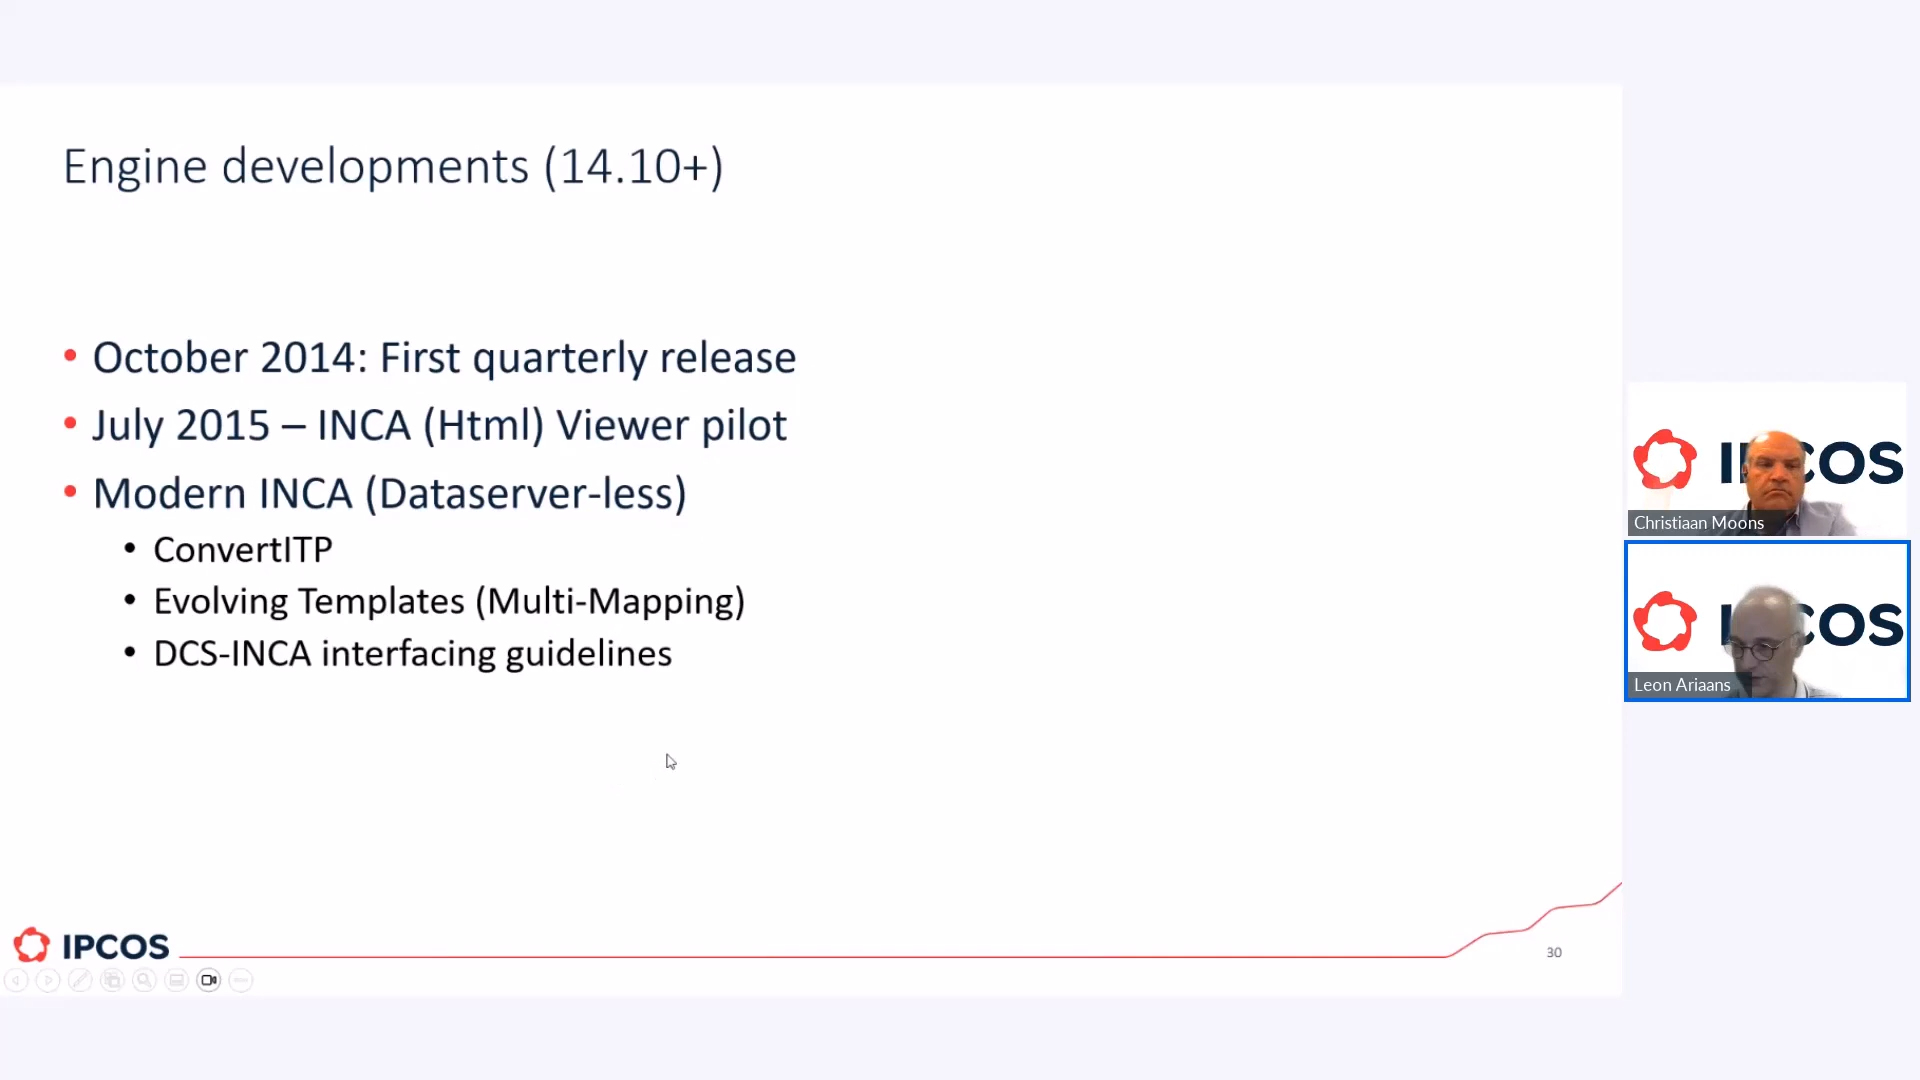 Engine developments (14.10+)
• October 2014: First quarterly release
• July 2015 – INCA (Html) Viewer pilot
• Modern INCA (Dataserver-less)
• ConvertITP
• Evolving Templates (Multi-Mapping)
• DCS-INCA interfacing guidelines
IPCOS
30
Christiaan Moons
Leon Ariaans